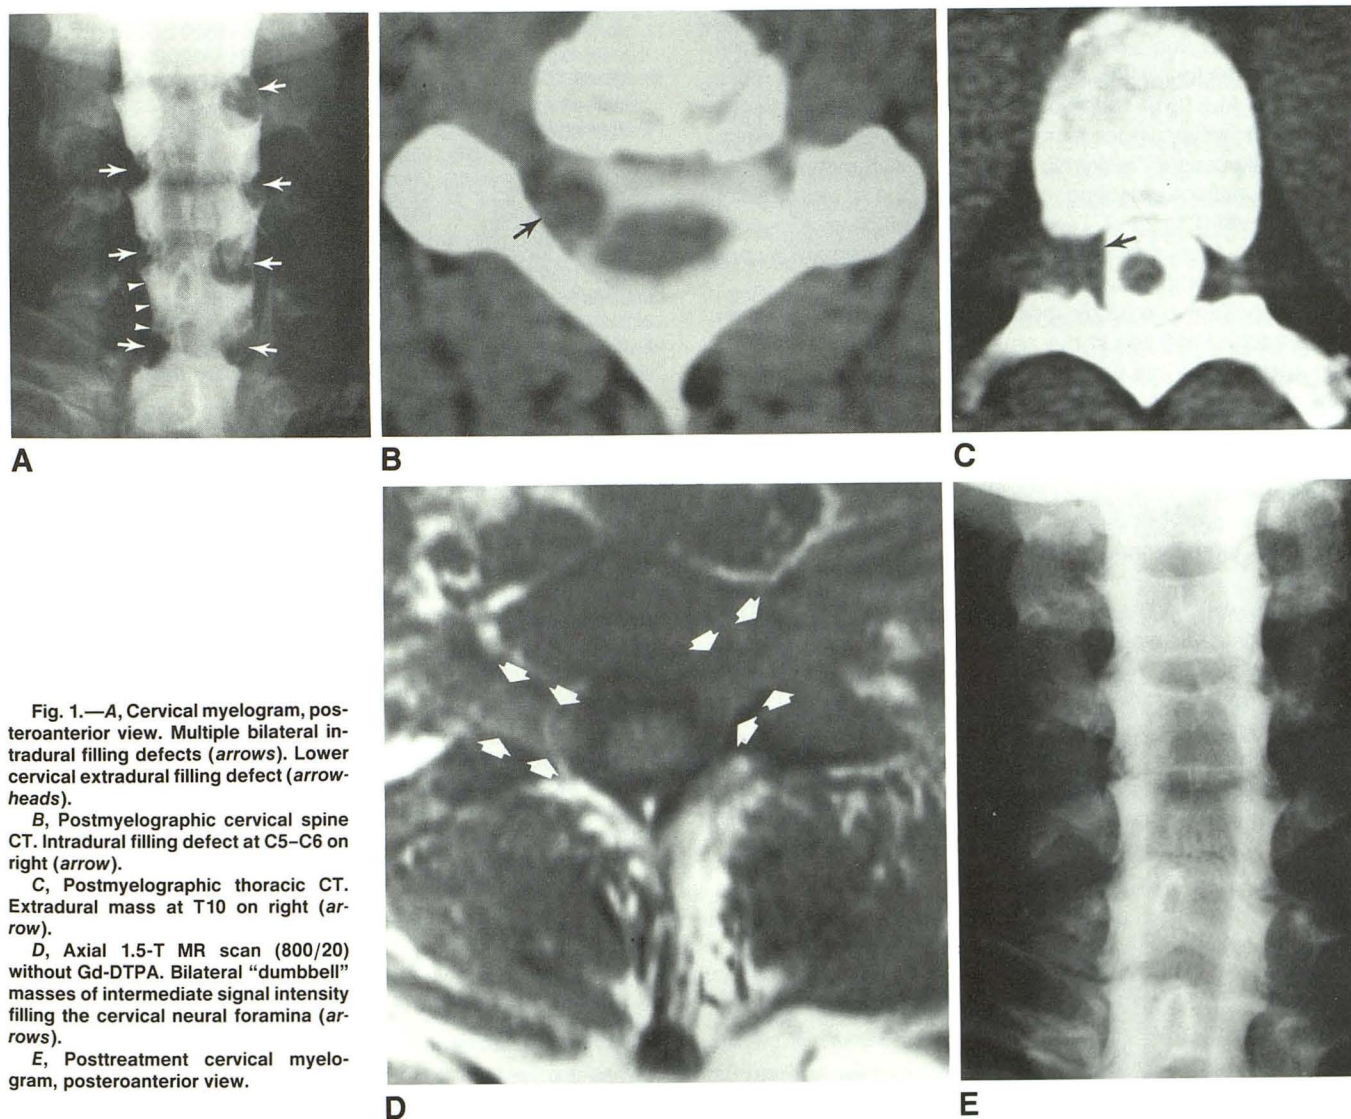 A
B
C
Fig. 1.—A, Cervical myelogram, pos-
teroanterior view. Multiple bilateral in-
tradural filling defects (arrows). Lower
cervical extradural filling defect (arrow-
heads).
B, Postmyelographic cervical spine
CT. Intradural filling defect at C5–C6 on
right (arrow).
C, Postmyelographic thoracic CT.
Extradural mass at T10 on right (ar-
row).
D, Axial 1.5-T MR scan (800/20)
without Gd-DTPA. Bilateral “dumbbell”
masses of intermediate signal intensity
filling the cervical neural foramina (ar-
rows).
E, Posttreatment cervical myelo-
gram, posteroanterior view.
D
E